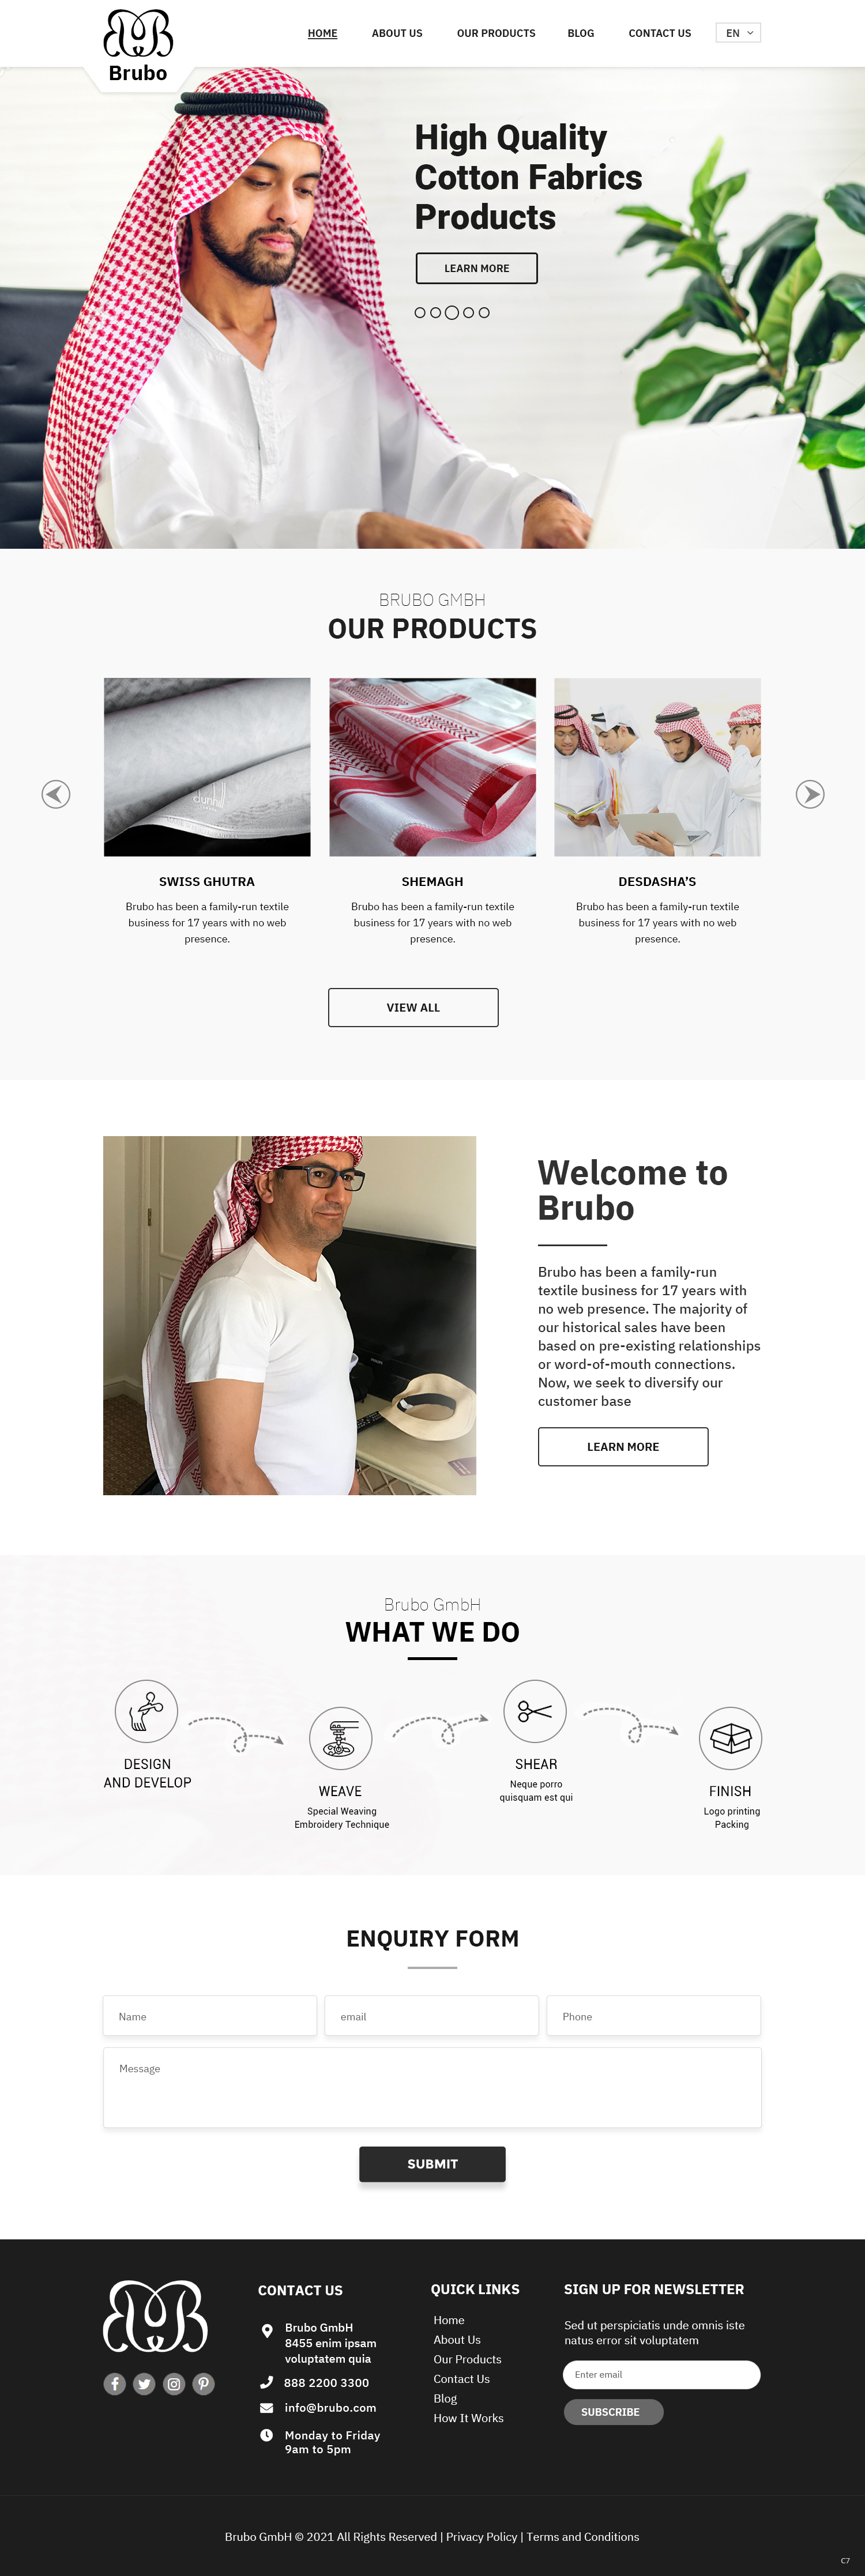 Brubo
HOME ABOUT US OUR PRODUCTS BLOG CONTACT US EN
High Quality
Cotton Fabrics
Products
LEARN MORE
BRUBO GMBH
OUR PRODUCTS
dunhill
SWISS GHUTRA
Brubo has been a family-run textile
business for 17 years with no web
presence.
SHEMAGH
Brubo has been a family-run textile
business for 17 years with no web
presence.
DESDASHA’S
Brubo has been a family-run textile
business for 17 years with no web
presence.
VIEW ALL
Welcome to
Brubo
Brubo has been a family-run
textile business for 17 years with
no web presence. The majority of
our historical sales have been
based on pre-existing relationships
or word-of-mouth connections.
Now, we seek to diversify our
customer base
LEARN MORE
Brubo GmbH
WHAT WE DO
DESIGN
AND DEVELOP
WEAVE
Special Weaving
Embroidery Technique
SHEAR
Neque porro
quisquam est qui
FINISH
Logo printing
Packing
ENQUIRY FORM
Name
email
Phone
Message
SUBMIT
CONTACT US
Brubo GmbH
8455 enim ipsam
voluptatem quia
888 2200 3300
info@brubo.com
Monday to Friday
9am to 5pm
QUICK LINKS
Home
About Us
Our Products
Contact Us
Blog
How It Works
SIGN UP FOR NEWSLETTER
Sed ut perspiciatis unde omnis iste
natus error sit voluptatem
Enter email
SUBSCRIBE
Brubo GmbH © 2021 All Rights Reserved | Privacy Policy | Terms and Conditions
C7